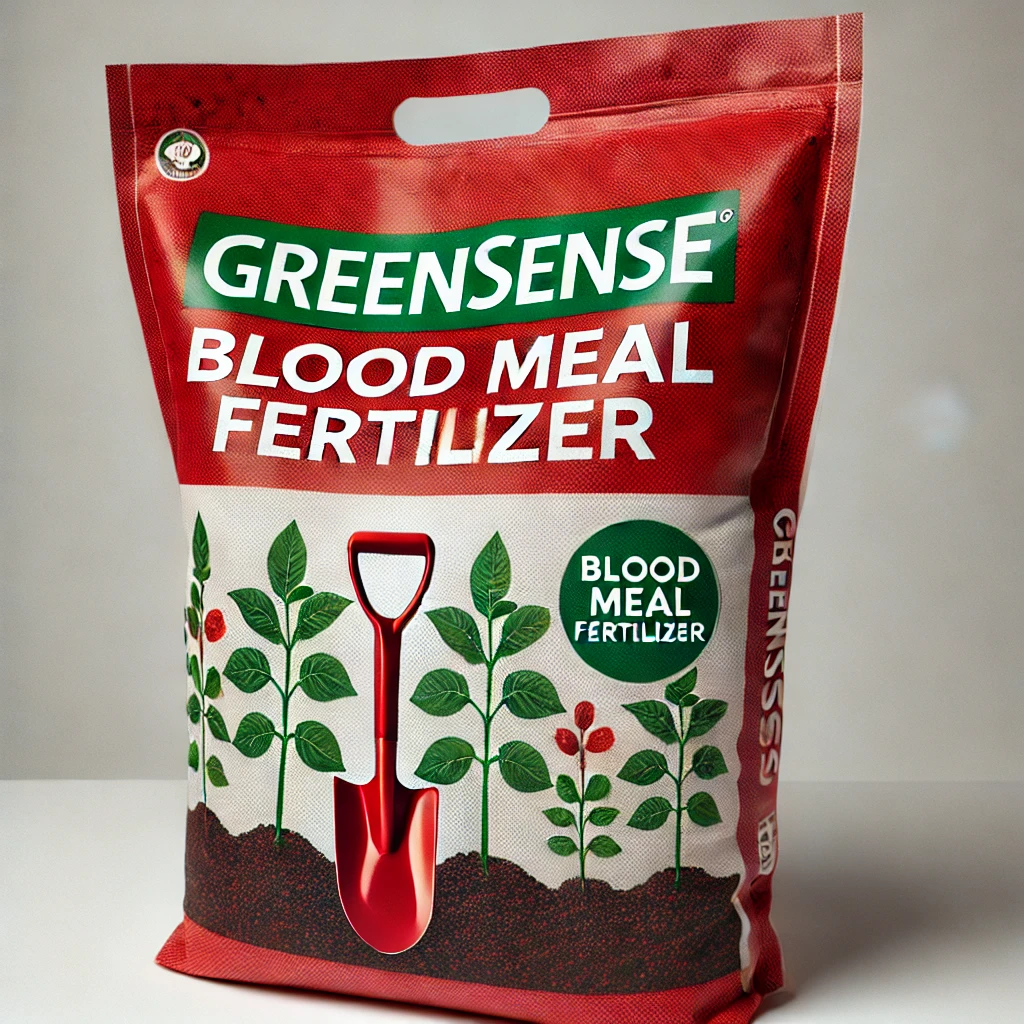 GREENSENSE
BLOOD MEAL
FERTILIZER
BLOOD
MEAL
FERTILIZER